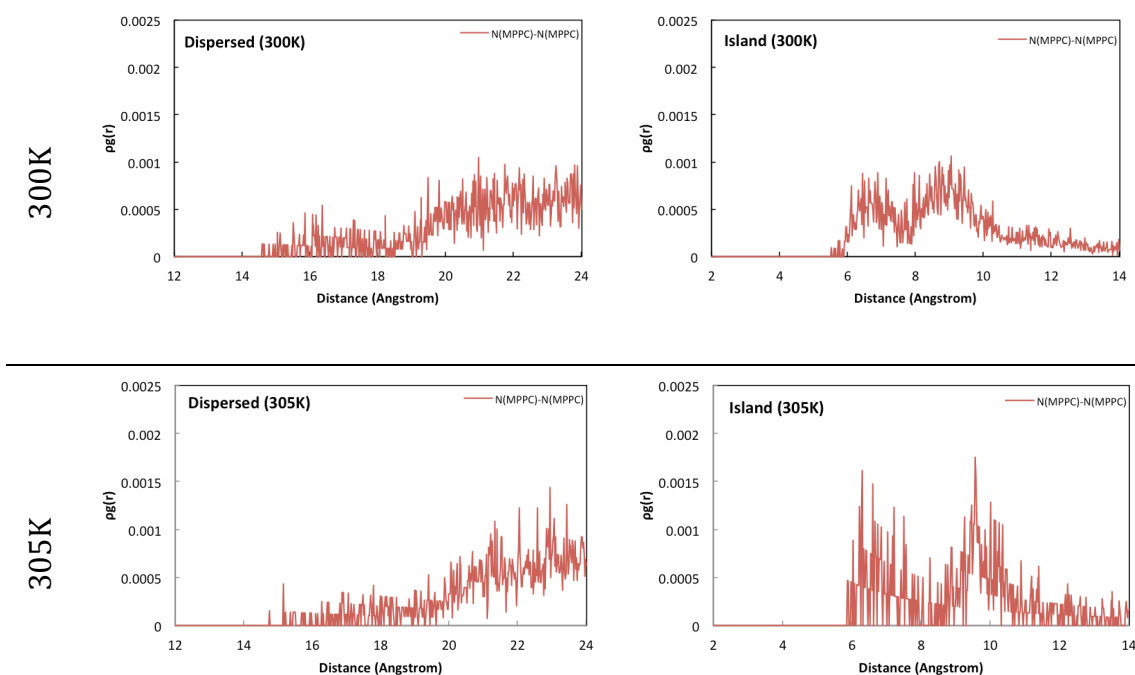 300K
Dispersed (300K)
N(MPPC)-N(MPPC)
ρg(r)
0.0025
0.002
0.0015
0.001
0.0005
0
12 14 16 18 20 22 24
Distance (Angstrom)
Island (300K)
N(MPPC)-N(MPPC)
ρg(r)
0.0025
0.002
0.0015
0.001
0.0005
0
2 4 6 8 10 12 14
Distance (Angstrom)
305K
Dispersed (305K)
N(MPPC)-N(MPPC)
ρg(r)
0.0025
0.002
0.0015
0.001
0.0005
0
12 14 16 18 20 22 24
Distance (Angstrom)
Island (305K)
N(MPPC)-N(MPPC)
ρg(r)
0.0025
0.002
0.0015
0.001
0.0005
0
2 4 6 8 10 12 14
Distance (Angstrom)